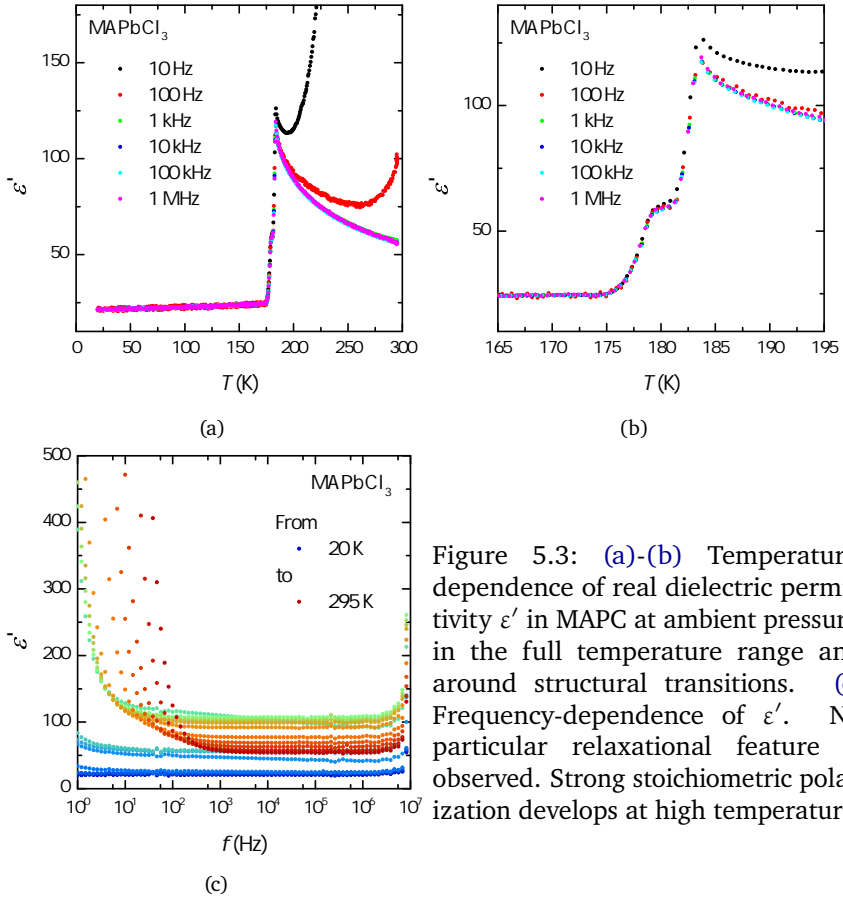 MAPbCl3
10 Hz
100 Hz
1 kHz
10 kHz
100 kHz
1 MHz
ε'
50
100
150
0 50 100 150 200 250 300
T (K)
(a)
MAPbCl3
10 Hz
100 Hz
1 kHz
10 kHz
100 kHz
1 MHz
ε'
50
100
165 170 175 180 185 190 195
T (K)
(b)
MAPbCl3
From
20 K
to
295 K
ε'
500
400
300
200
100
0
10^0 10^1 10^2 10^3 10^4 10^5 10^6 10^7
f (Hz)
(c)
Figure 5.3: (a)-(b) Temperature
dependence of real dielectric permit
tivity ε′ in MAPC at ambient pressure
in the full temperature range an
around structural transitions. (c
Frequency-dependence of ε′. N
particular relaxational feature
observed. Strong stoichiometric polar
ization develops at high temperature